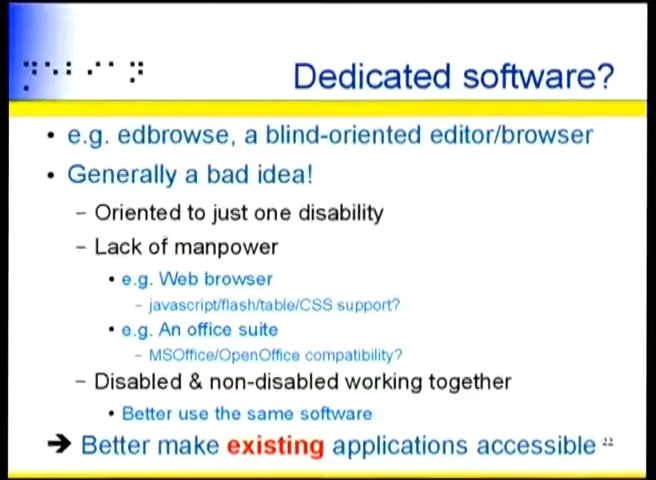 Dedicated software?
• e.g. edbrowse, a blind-oriented editor/browser
• Generally a bad idea!
– Oriented to just one disability
– Lack of manpower
• e.g. Web browser
– javascript/flash/table/CSS support?
• e.g. An office suite
– MSOffice/OpenOffice compatibility?
– Disabled & non-disabled working together
• Better use the same software
➔ Better make existing applications accessible
22